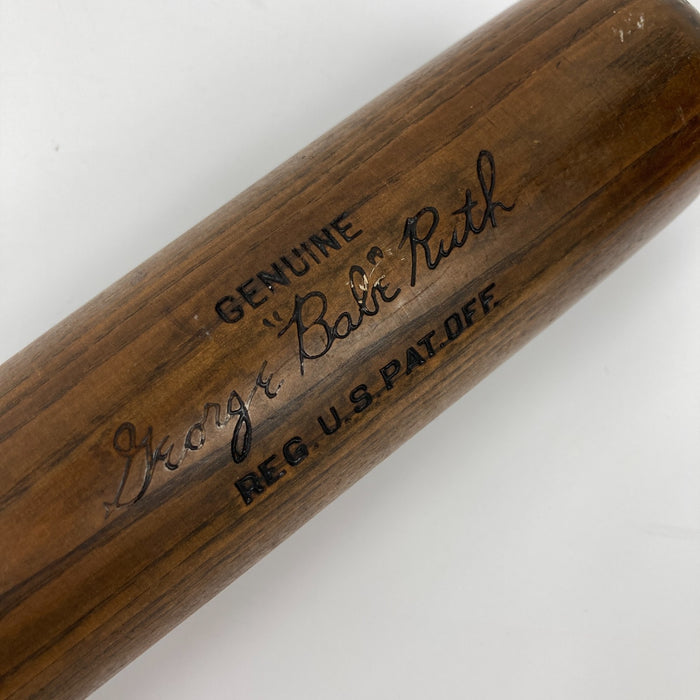 GENUINE
George "Babe" Ruth
REG. U.S. PAT. OFF.